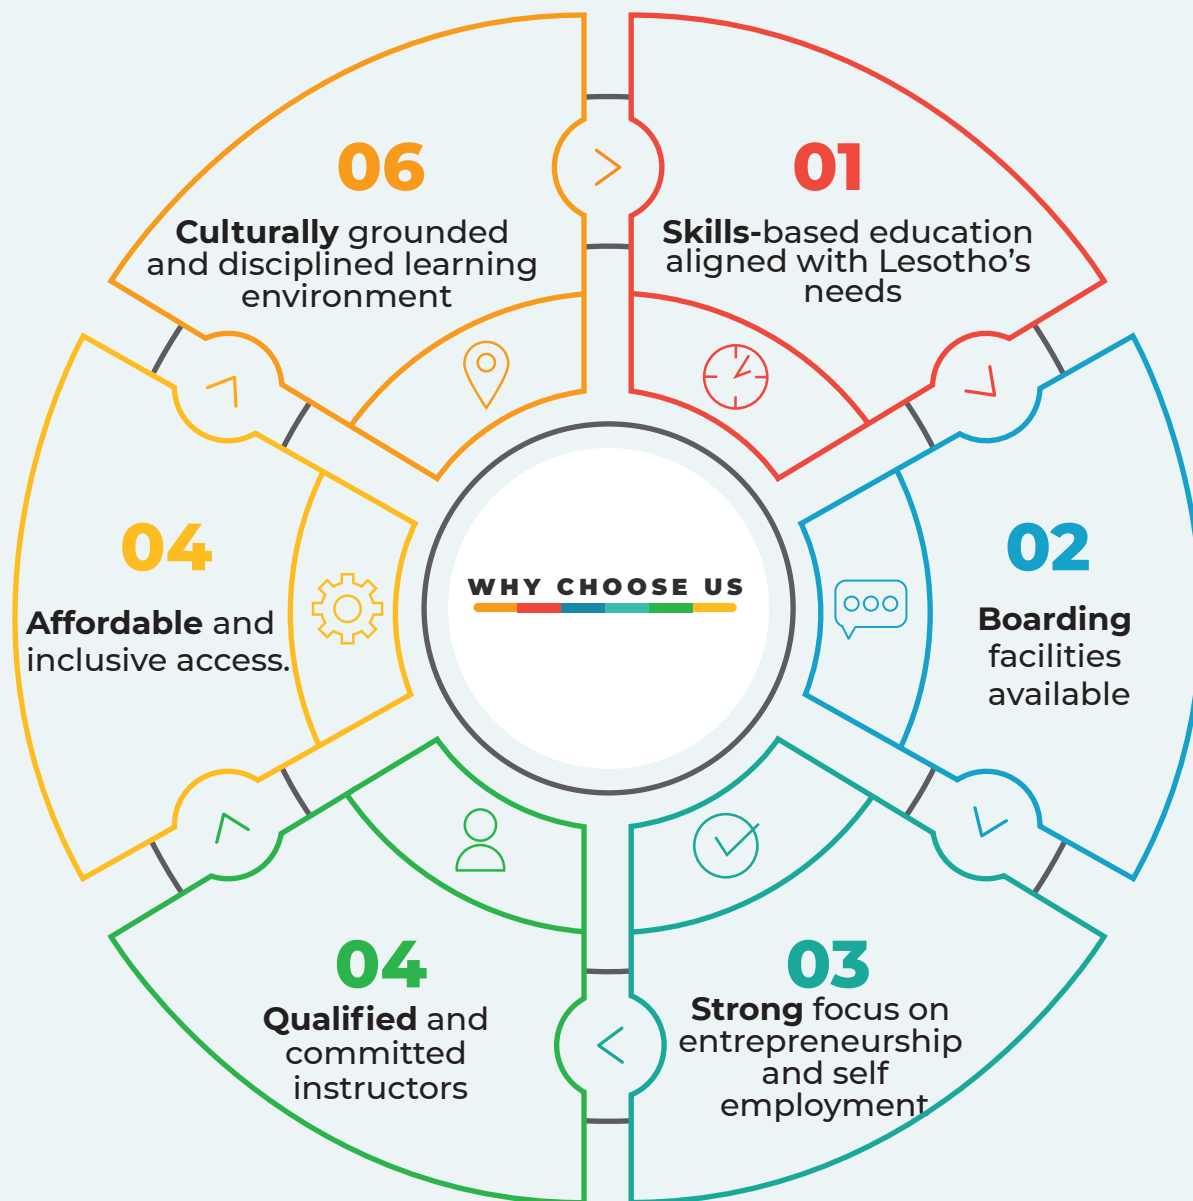 WHY CHOOSE US
01
Skills-based education
aligned with Lesotho’s
needs
02
Boarding
facilities
available
03
Strong focus on
entrepreneurship
and self
employment
04
Qualified and
committed
instructors
04
Affordable and
inclusive access.
06
Culturally grounded
and disciplined learning
environment